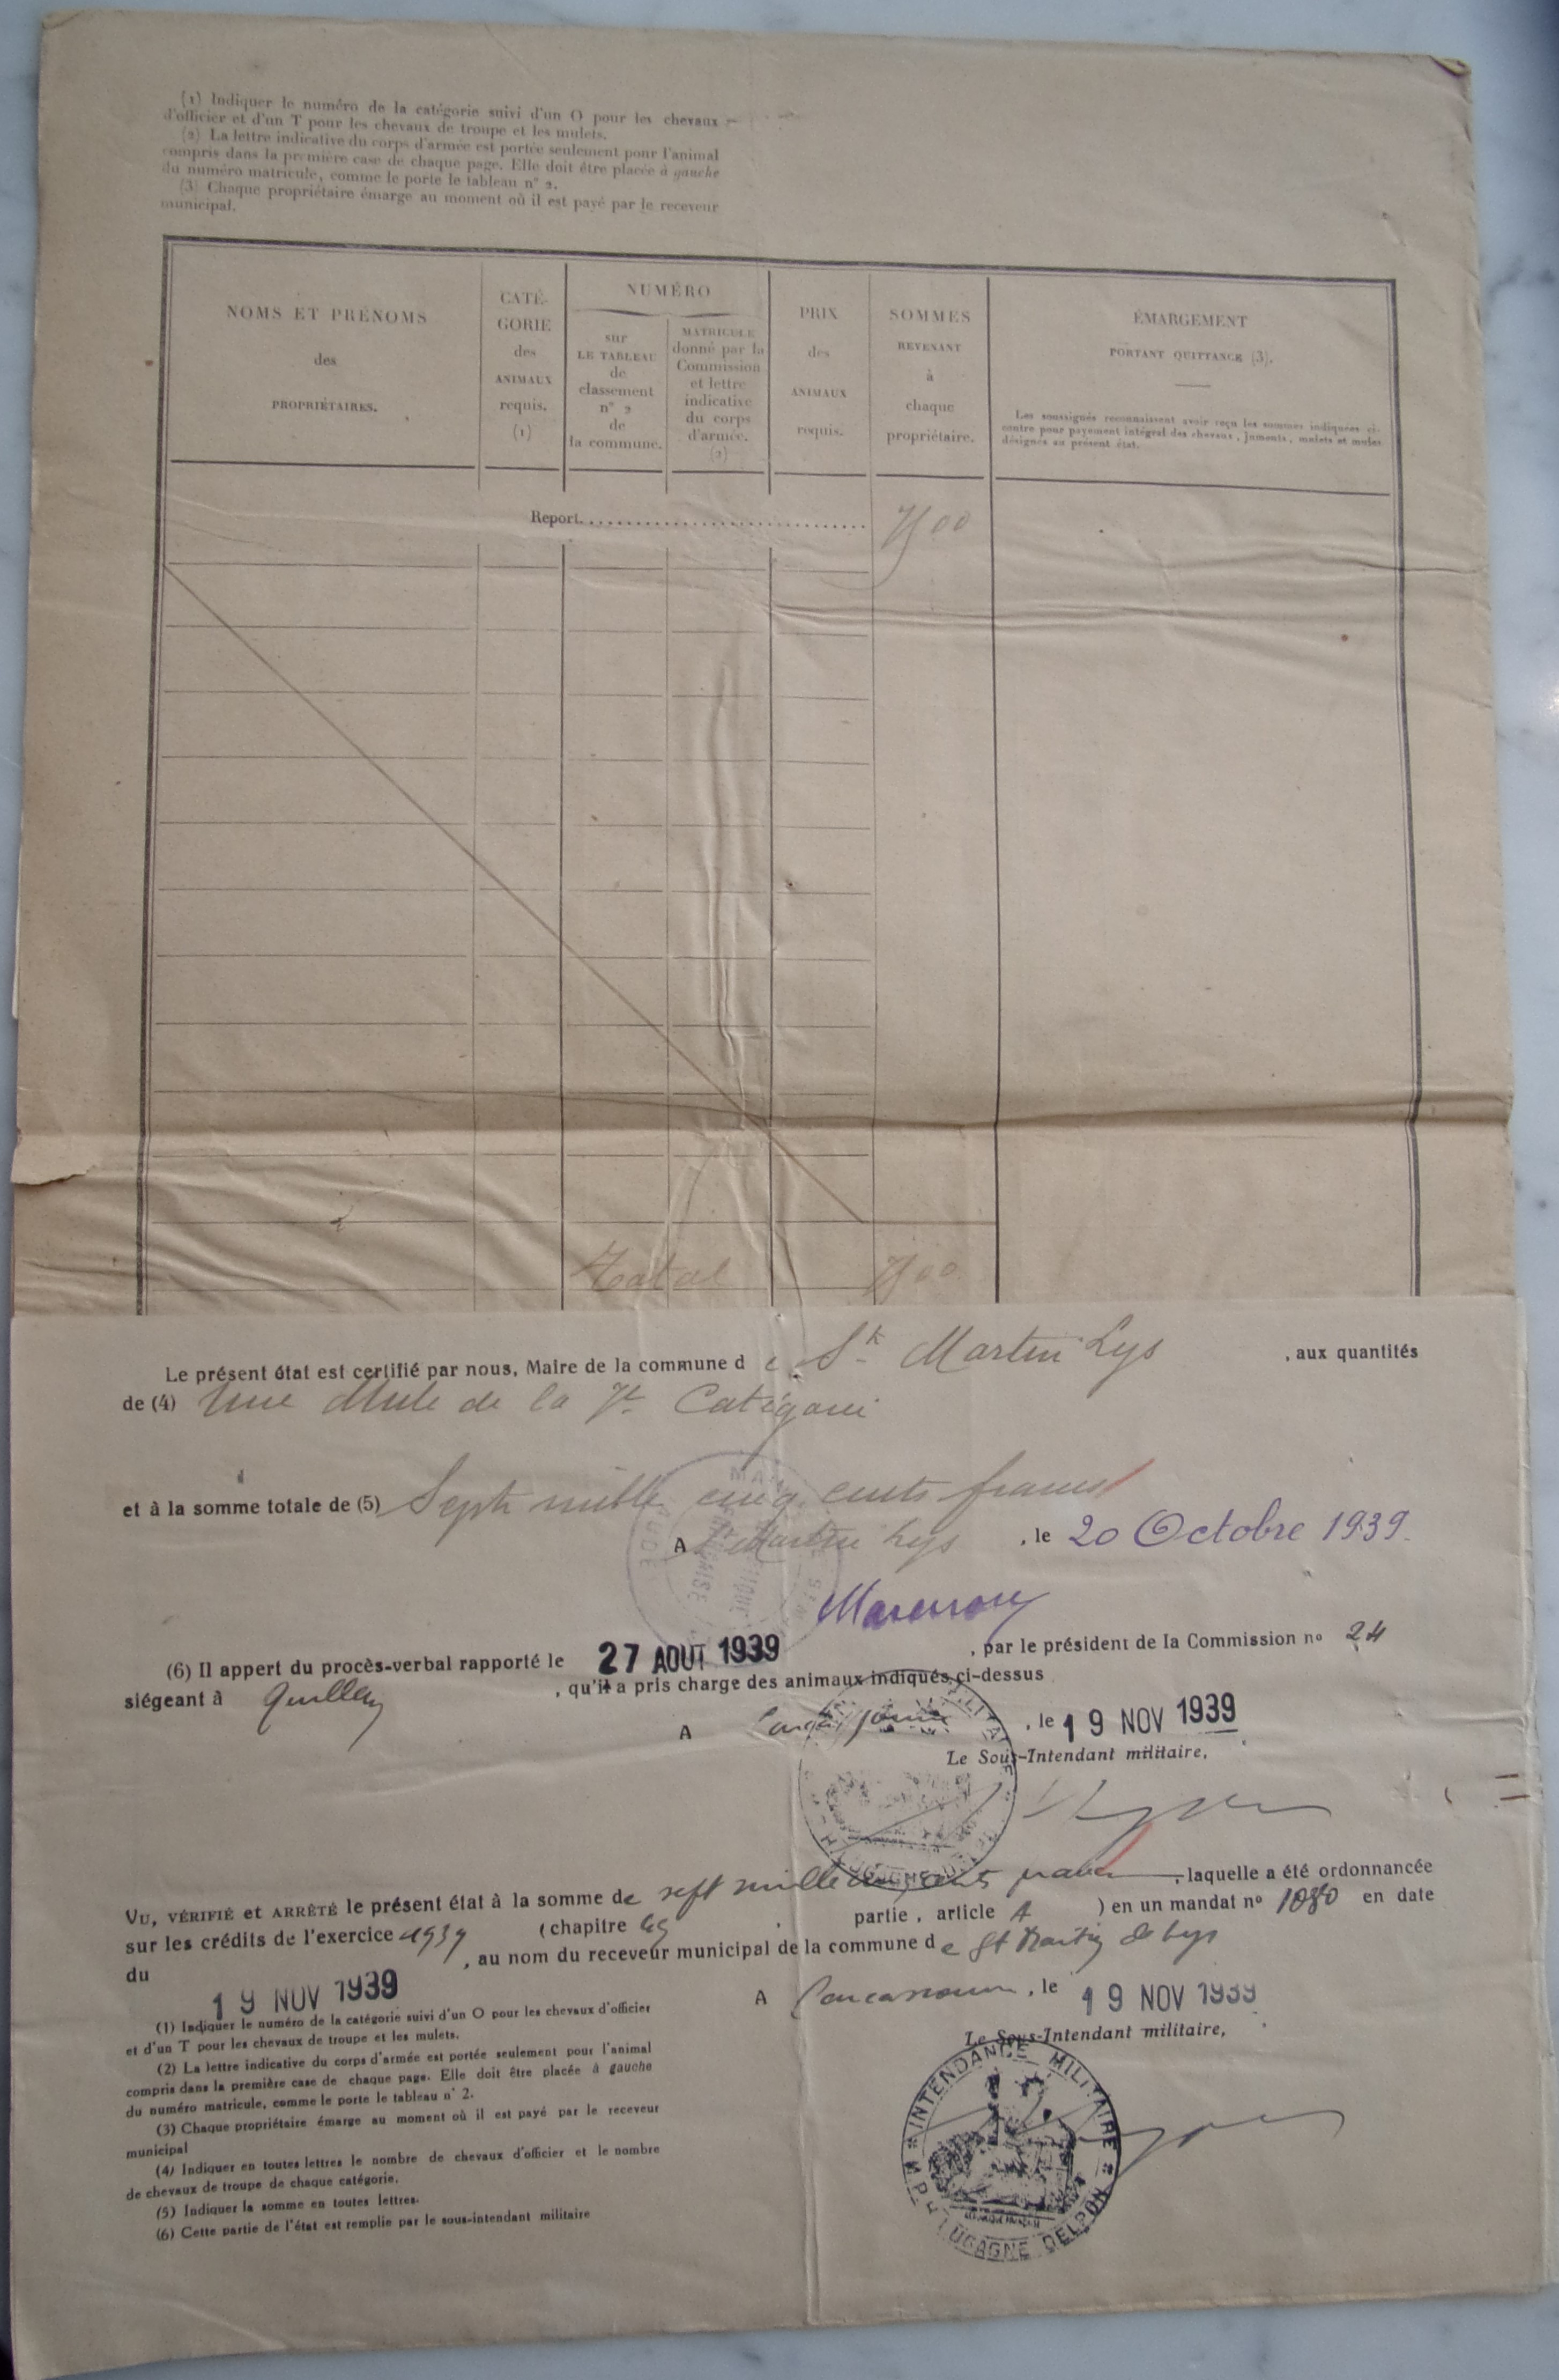 (1) Indiquer le numéro de la catégorie suivi d'un O pour les chevaux
d'officier et d'un T pour les chevaux de troupe et les mulets.
(2) La lettre indicative du corps d'armée est portée seulement pour l'animal
compris dans la première case de chaque page. Elle doit être placée à gauche
du numéro matricule, comme le porte le tableau n° 2.
(3) Chaque propriétaire émarge au moment où il est payé par le receveur
municipal.
NOMS ET PRÉNOMS
des
PROPRIÉTAIRES.
CATÉ-
GORIE
des
ANIMAUX
requis.
(1)
NUMÉRO
sur
LE TABLEAU
de
classement
n° 2
de
la commune.
MATRICULE
donné par la
Commission
et lettre
indicative
du corps
d'armée.
(2)
PRIX
des
ANIMAUX
requis.
SOMMES
REVENANT
à
chaque
propriétaire.
ÉMARGEMENT
PORTANT QUITTANCE (3).
Les soussignés reconnaissent avoir reçu les sommes indiquées ci-
contre pour payement intégral des chevaux, juments, mulets et mules
désignés au présent état.
Report 7500
Total 7500
Le présent état est certifié par nous, Maire de la commune de St Martin Lys, aux quantités
de (4) Une Mule de la 7e Catégorie
et à la somme totale de (5) Sept mille cinq cents francs
A St Martin Lys, le 20 Octobre 1939.
(6) Il appert du procès-verbal rapporté le 27 AOUT 1939, par le président de la Commission n° 24
siégeant à Quillan, qu'il a pris charge des animaux indiqués ci-dessus
A Carcassonne, le 19 NOV 1939
Le Sous-Intendant militaire,
VU, VÉRIFIÉ et ARRÊTÉ le présent état à la somme de sept mille cinq cents francs, laquelle a été ordonnancée
sur les crédits de l'exercice 1939 (chapitre partie, article A) en un mandat n° en date
du 19 NOV 1939, au nom du receveur municipal de la commune de St Martin de Lys
A Carcassonne, le 19 NOV 1939
Le Sous-Intendant militaire,
INTENDANCE MILITAIRE
LUGAGNE DELPON
(1) Indiquer le numéro de la catégorie suivi d'un O pour les chevaux d'officier
et d'un T pour les chevaux de troupe et les mulets.
(2) La lettre indicative du corps d'armée est portée seulement pour l'animal
compris dans la première case de chaque page. Elle doit être placée à gauche
du numéro matricule, comme le porte le tableau n° 2.
(3) Chaque propriétaire émarge au moment où il est payé par le receveur
municipal
(4) Indiquer en toutes lettres le nombre de chevaux d'officier et le nombre
de chevaux de troupe de chaque catégorie.
(5) Indiquer la somme en toutes lettres.
(6) Cette partie de l'état est remplie par le sous-intendant militaire